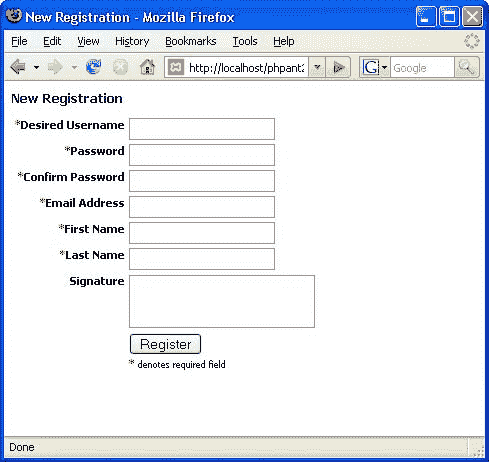 New Registration - Mozilla Firefox
File Edit View History Bookmarks Tools Help
http://localhost/phpant2 G Google
New Registration
*Desired Username
*Password
*Confirm Password
*Email Address
*First Name
*Last Name
Signature
Register
* denotes required field
Done